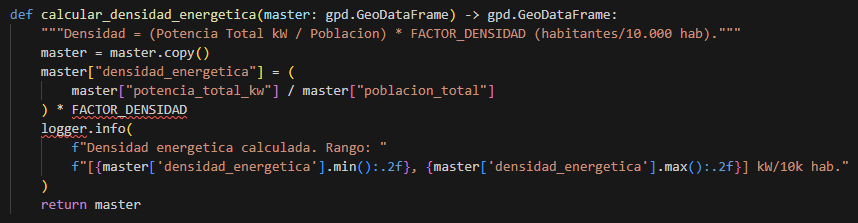 def calcular_densidad_energetica(master: gpd.GeoDataFrame) -> gpd.GeoDataFrame:
    """Densidad = (Potencia Total kW / Poblacion) * FACTOR_DENSIDAD (habitantes/10.000 hab)."""
    master = master.copy()
    master["densidad_energetica"] = (
        master["potencia_total_kw"] / master["poblacion_total"]
    ) * FACTOR_DENSIDAD
    logger.info(
        f"Densidad energetica calculada. Rango: "
        f"[{master['densidad_energetica'].min():.2f}, {master['densidad_energetica'].max():.2f}] kW/10k hab."
    )
    return master